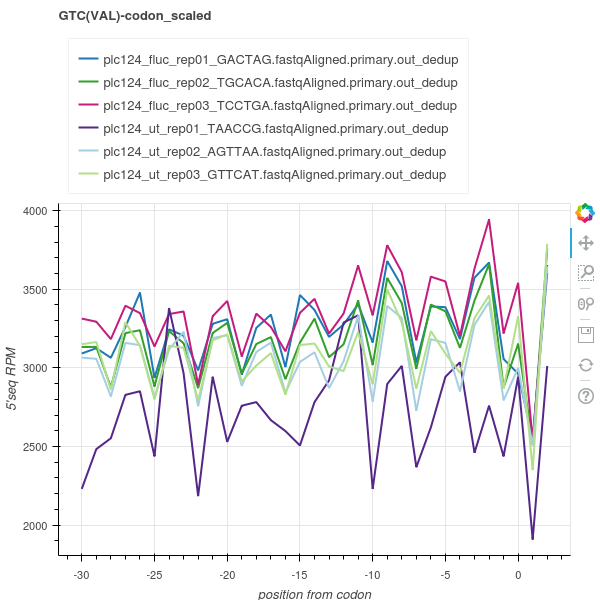 GTC(VAL)-codon_scaled
plc124_fluc_rep01_GACTAG.fastqAligned.primary.out_dedup
plc124_fluc_rep02_TGCACA.fastqAligned.primary.out_dedup
plc124_fluc_rep03_TCCTGA.fastqAligned.primary.out_dedup
plc124_ut_rep01_TAACCG.fastqAligned.primary.out_dedup
plc124_ut_rep02_AGTTAA.fastqAligned.primary.out_dedup
plc124_ut_rep03_GTTCAT.fastqAligned.primary.out_dedup
4000
3500
3000
2500
2000
5'seq RPM
-30 -25 -20 -15 -10 -5 0
position from codon